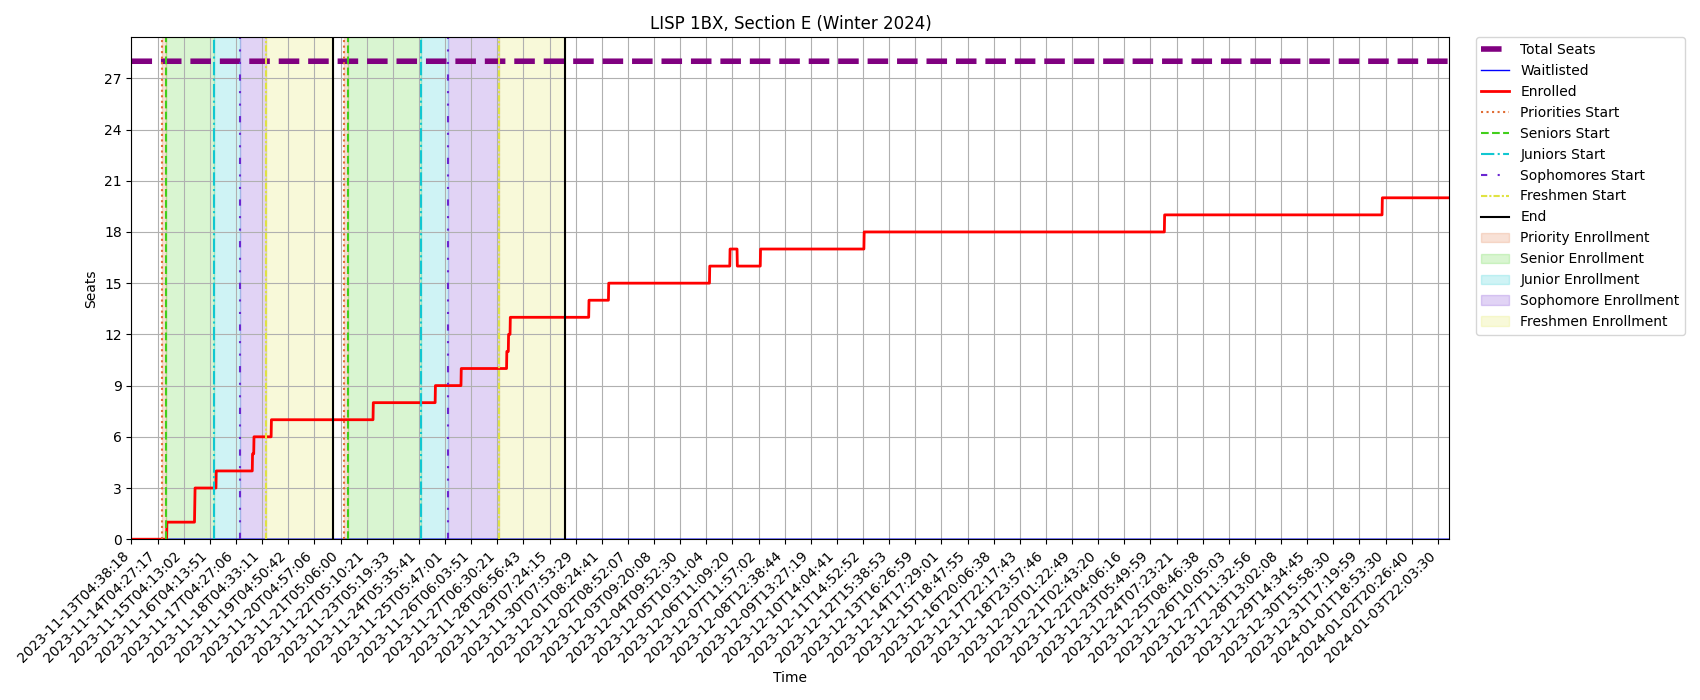 LISP 1BX, Section E (Winter 2024)
Seats
27
24
21
18
15
12
9
6
3
0
2023-11-13T04:38:18
2023-11-14T04:27:17
2023-11-15T04:13:02
2023-11-16T04:13:51
2023-11-17T04:27:06
2023-11-18T04:33:11
2023-11-19T04:50:42
2023-11-20T04:57:06
2023-11-21T05:06:00
2023-11-22T05:10:21
2023-11-23T05:19:33
2023-11-24T05:35:41
2023-11-25T05:47:01
2023-11-26T06:03:51
2023-11-27T06:30:21
2023-11-28T06:56:43
2023-11-29T07:24:15
2023-11-30T07:53:29
2023-12-01T08:24:41
2023-12-02T08:52:07
2023-12-03T09:20:08
2023-12-04T09:52:30
2023-12-05T10:31:04
2023-12-06T11:09:20
2023-12-07T11:57:02
2023-12-08T12:38:44
2023-12-09T13:27:19
2023-12-10T14:04:41
2023-12-11T14:52:52
2023-12-12T15:38:53
2023-12-13T16:26:59
2023-12-14T17:29:01
2023-12-15T18:47:55
2023-12-16T20:06:38
2023-12-17T22:17:43
2023-12-18T23:57:46
2023-12-20T01:22:49
2023-12-21T02:43:20
2023-12-22T04:06:16
2023-12-23T05:49:59
2023-12-24T07:23:21
2023-12-25T08:46:38
2023-12-26T10:05:03
2023-12-27T11:32:56
2023-12-28T13:02:08
2023-12-29T14:34:45
2023-12-30T15:58:30
2023-12-31T17:19:59
2024-01-01T18:53:30
2024-01-02T20:26:40
2024-01-03T22:03:30
Time
Total Seats
Waitlisted
Enrolled
Priorities Start
Seniors Start
Juniors Start
Sophomores Start
Freshmen Start
End
Priority Enrollment
Senior Enrollment
Junior Enrollment
Sophomore Enrollment
Freshmen Enrollment